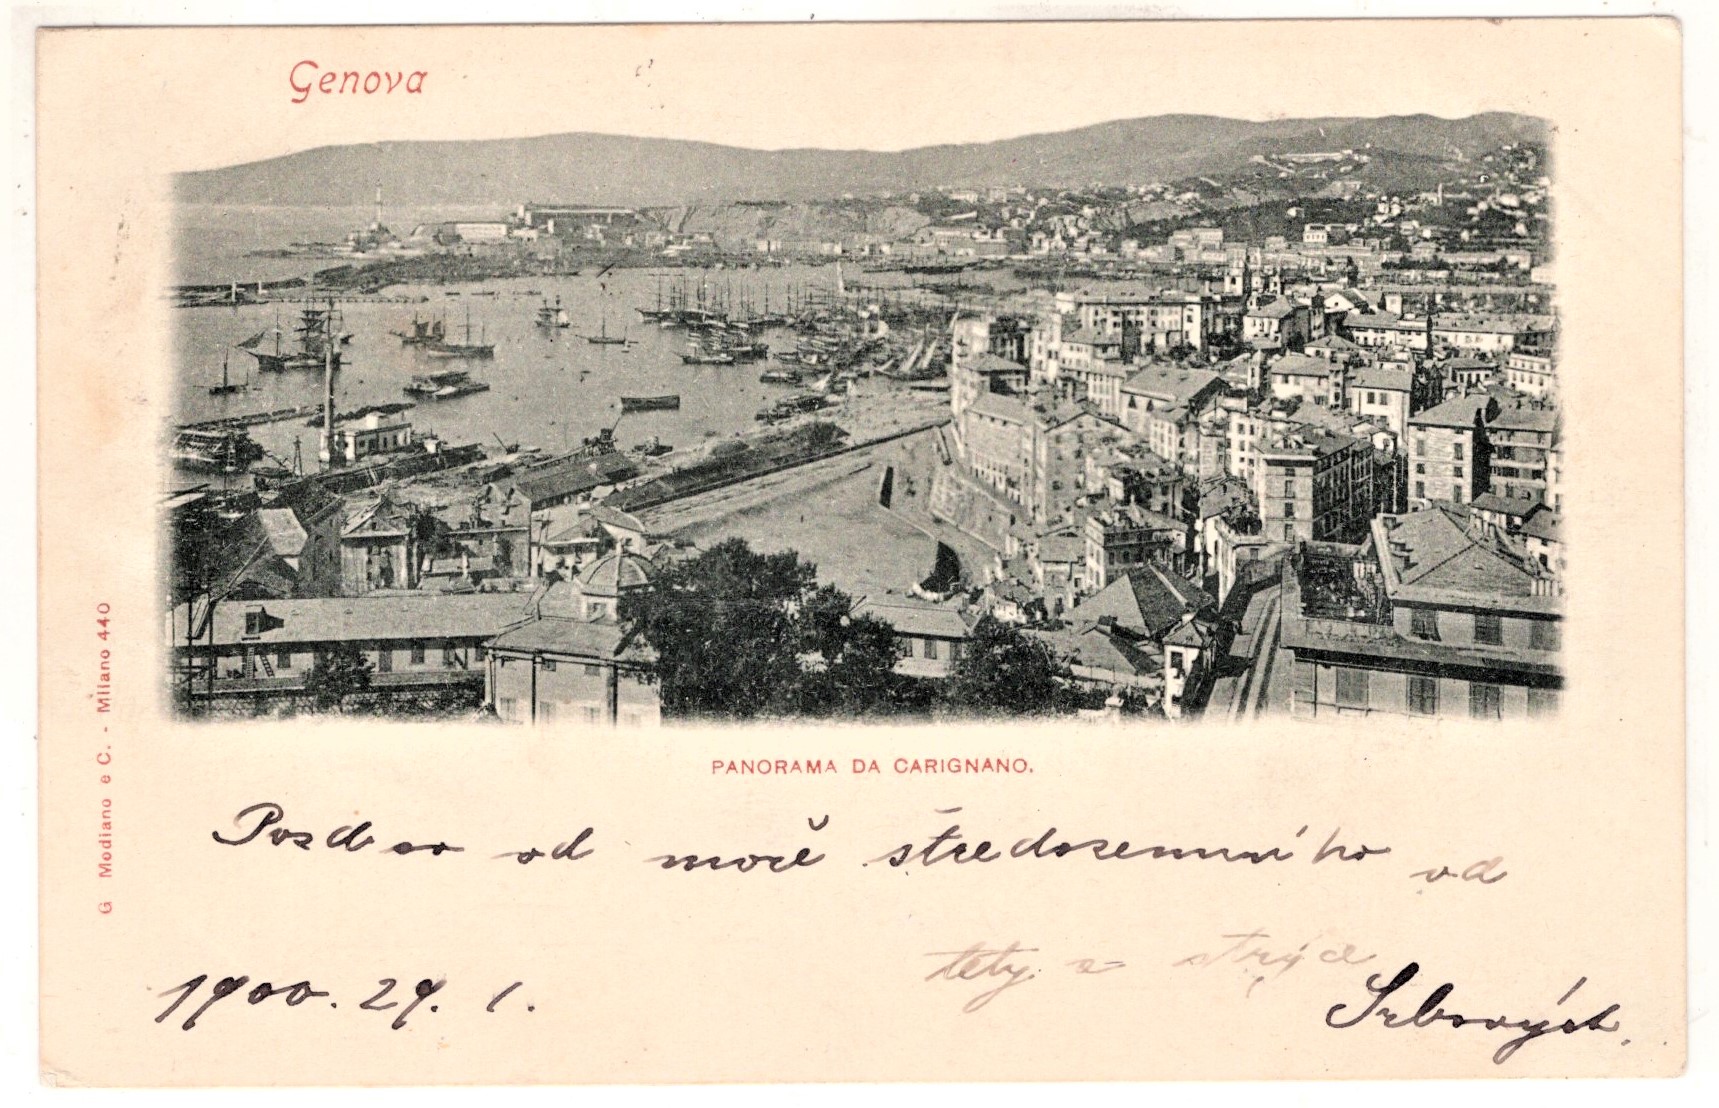 Genova
G. Modiano e C. - Milano 440
PANORAMA DA CARIGNANO.
Pozdrav od moře středozemního od
tety a strýce
Srbových.
1900. 29. 1.